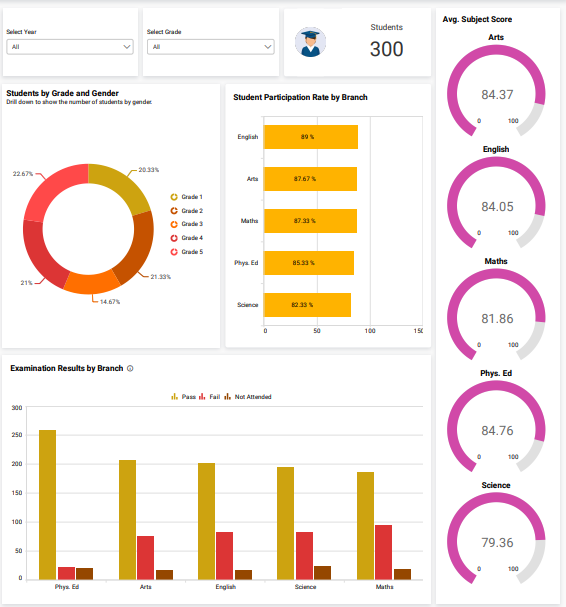 Select Year
All
Select Grade
All
Students
300
Avg. Subject Score
Arts
84.37
0 100
English
84.05
0 100
Maths
81.86
0 100
Phys. Ed
84.76
0 100
Science
79.36
0 100
Students by Grade and Gender
Drill down to show the number of students by gender.
22.67%
20.33%
21.33%
14.67%
21%
Grade 1
Grade 2
Grade 3
Grade 4
Grade 5
Student Participation Rate by Branch
English 89 %
Arts 87.67 %
Maths 87.33 %
Phys. Ed 85.33 %
Science 82.33 %
0 50 100 150
Examination Results by Branch
Pass Fail Not Attended
300
250
200
150
100
50
0
Phys. Ed Arts English Science Maths